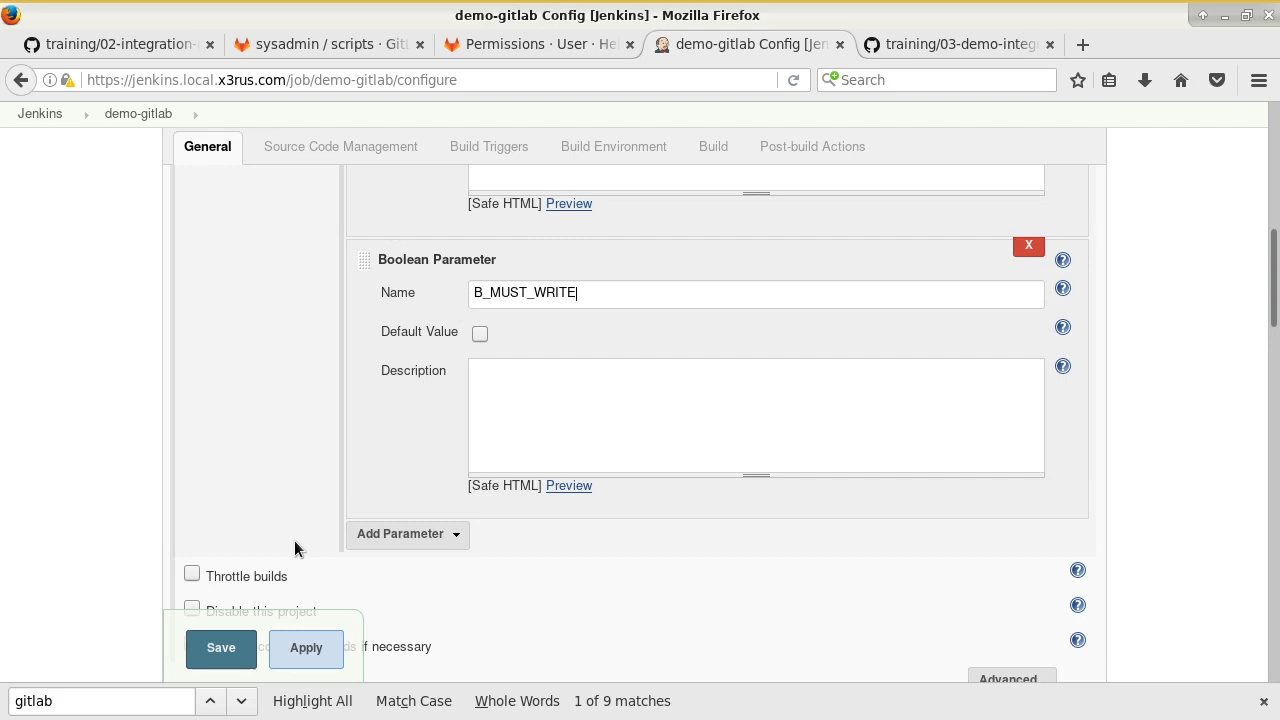 demo-gitlab Config [Jenkins] - Mozilla Firefox
training/02-integration-
sysadmin / scripts · Gitl
Permissions · User · Hel
demo-gitlab Config [Jen
training/03-demo-integ
https://jenkins.local.x3rus.com/job/demo-gitlab/configure
Search
Jenkins
demo-gitlab
General
Source Code Management
Build Triggers
Build Environment
Build
Post-build Actions
[Safe HTML] Preview
X
Boolean Parameter
Name
B_MUST_WRITE
Default Value
Description
[Safe HTML] Preview
Add Parameter
Throttle builds
Disable this project
if necessary
Save
Apply
Advanced
gitlab
Highlight All
Match Case
Whole Words
1 of 9 matches